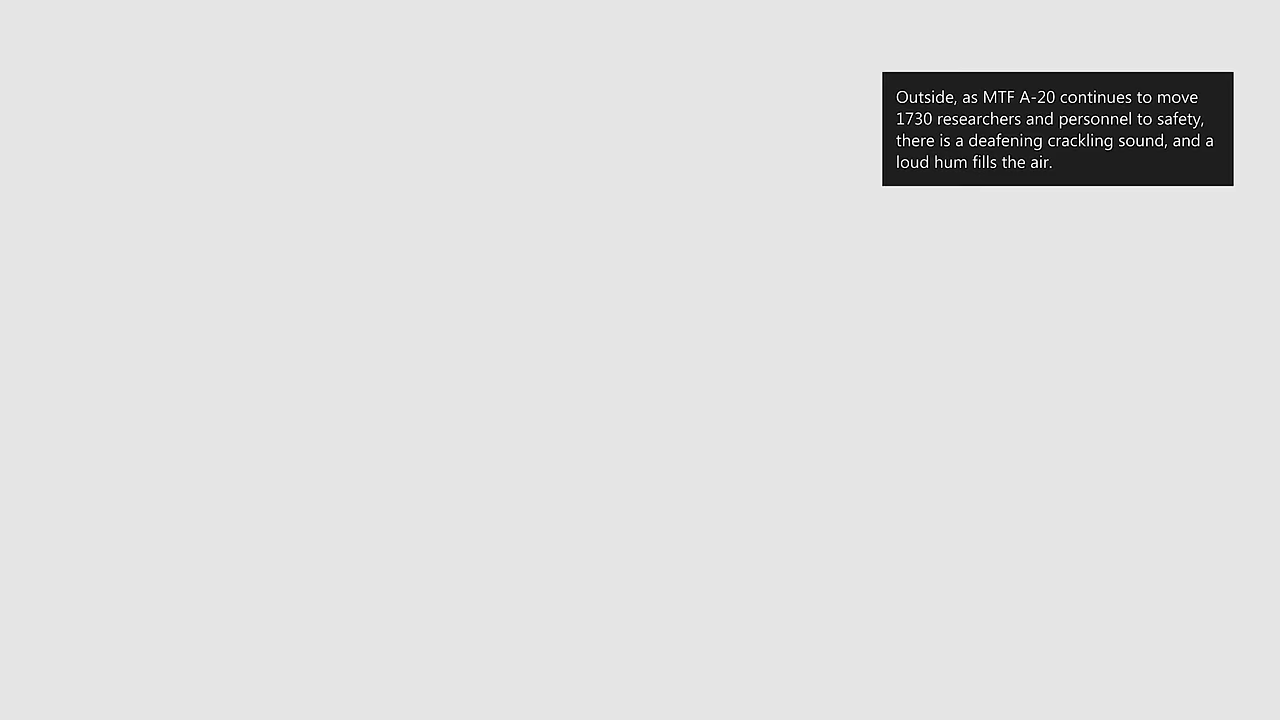 Outside, as MTF A-20 continues to move
1730 researchers and personnel to safety,
there is a deafening crackling sound, and a
loud hum fills the air.